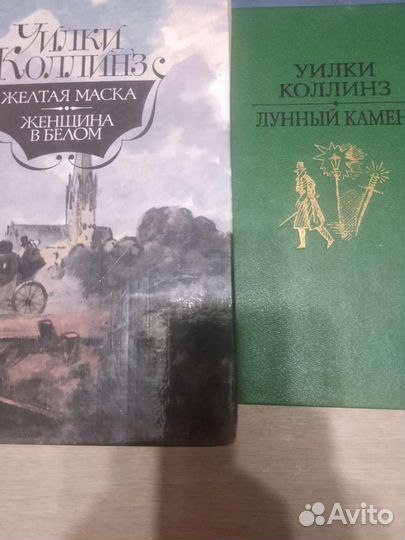 УИЛКИ
КОЛЛИНЗ
ЖЕЛТАЯ МАСКА
ЖЕНЩИНА
В БЕЛОМ
УИЛКИ
КОЛЛИНЗ
ЛУННЫЙ КАМЕН
Avito